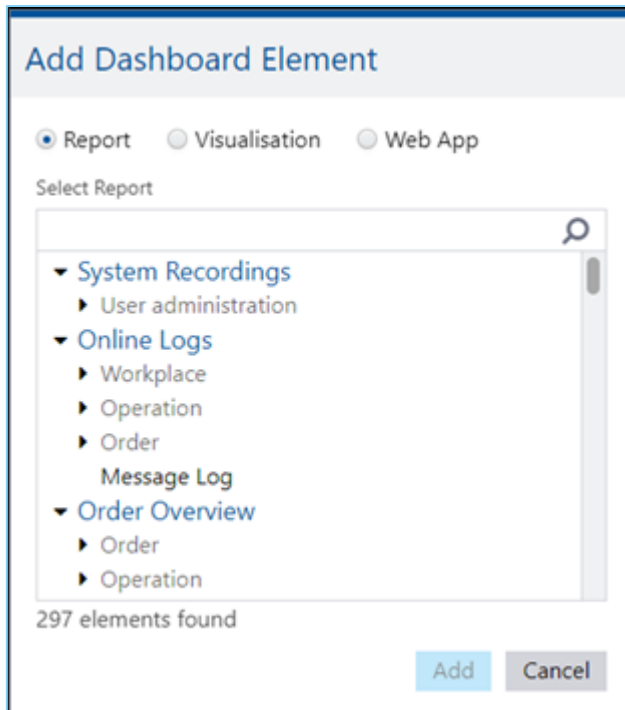 Add Dashboard Element
Report Visualisation Web App
Select Report
System Recordings
User administration
Online Logs
Workplace
Operation
Order
Message Log
Order Overview
Order
Operation
297 elements found
Add Cancel